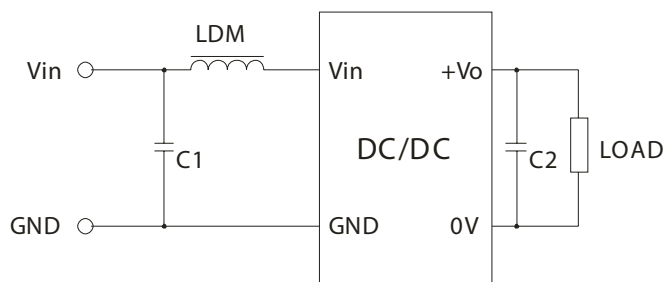 LDM
Vin
Vin
+Vo
C1
DC/DC
C2
LOAD
GND
GND
0V